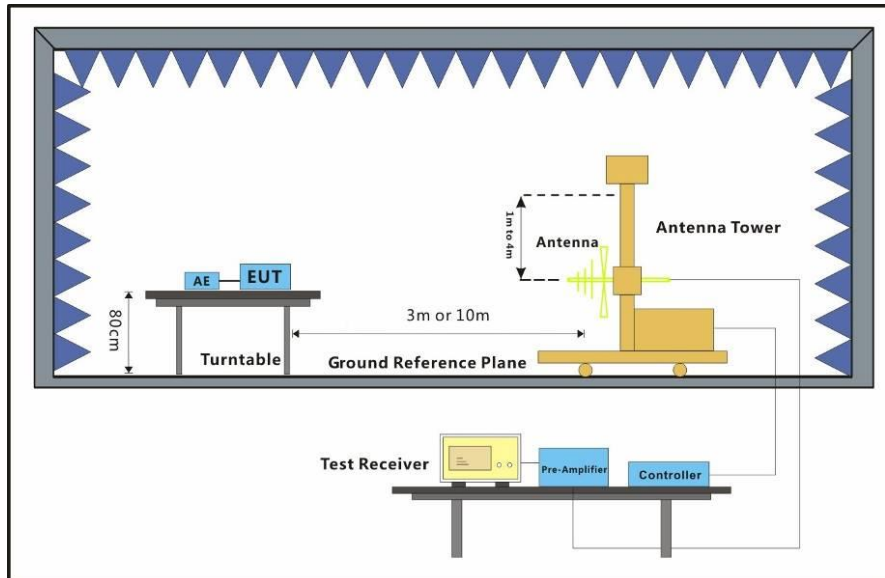 1m to 4m
Antenna
Antenna Tower
AE
EUT
80cm
3m or 10m
Turntable
Ground Reference Plane
Test Receiver
Pre-Amplifier
Controller